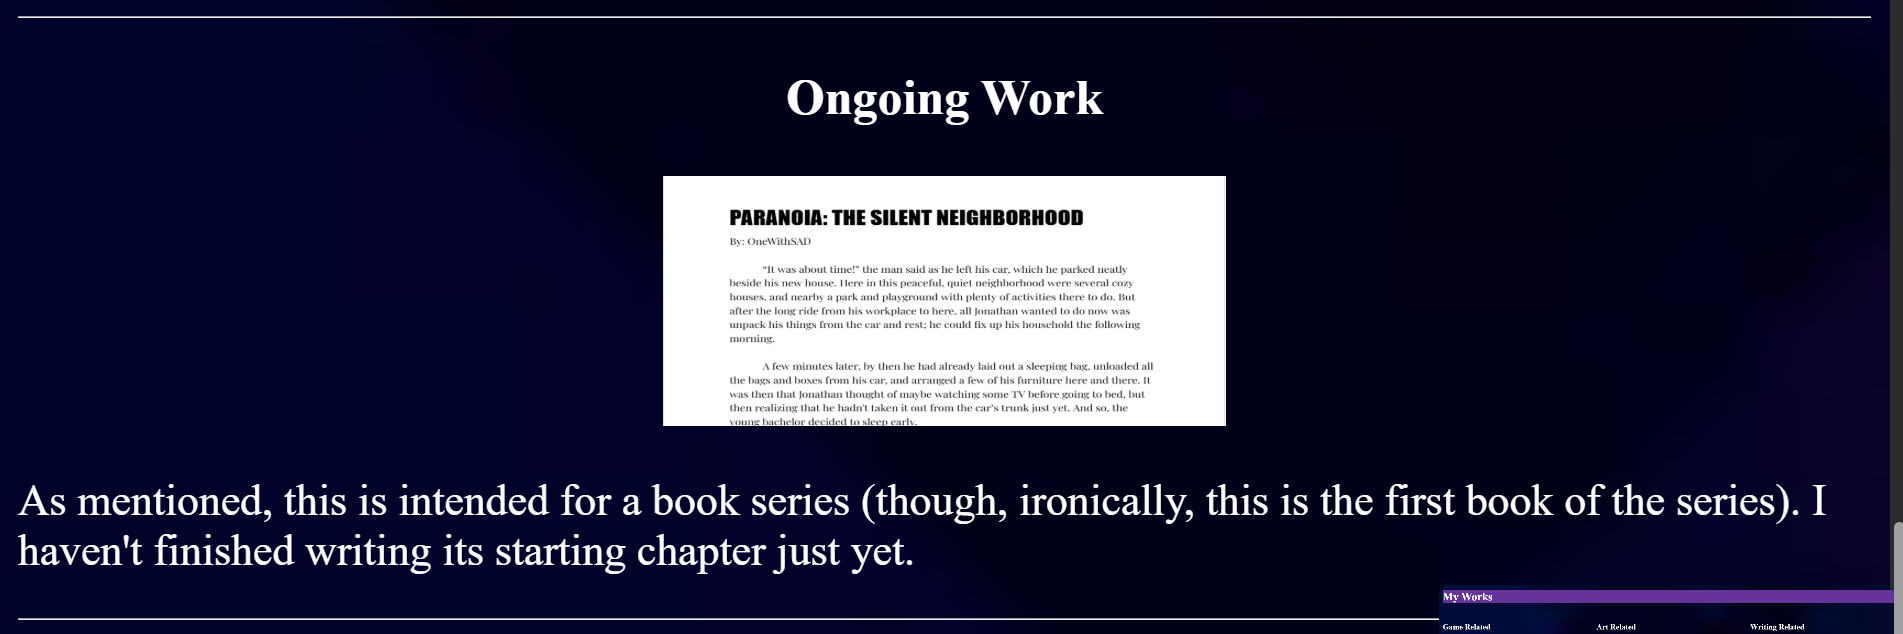 Ongoing Work
PARANOIA: THE SILENT NEIGHBORHOOD
By: OneWithSAD
“It was about time!” the man said as he left his car, which he parked neatly
beside his new house. Here in this peaceful, quiet neighborhood were several cozy
houses, and nearby a park and playground with plenty of activities there to do. But
after the long ride from his workplace to here, all Jonathan wanted to do now was
unpack his things from the car and rest; he could fix up his household the following
morning.
A few minutes later, by then he had already laid out a sleeping bag, unloaded all
the bags and boxes from his car, and arranged a few of his furniture here and there. It
was then that Jonathan thought of maybe watching some TV before going to bed, but
then realizing that he hadn’t taken it out from the car’s trunk just yet. And so, the
young bachelor decided to sleep early.
As mentioned, this is intended for a book series (though, ironically, this is the first book of the series). I
haven't finished writing its starting chapter just yet.
My Works
Game Related
Art Related
Writing Related